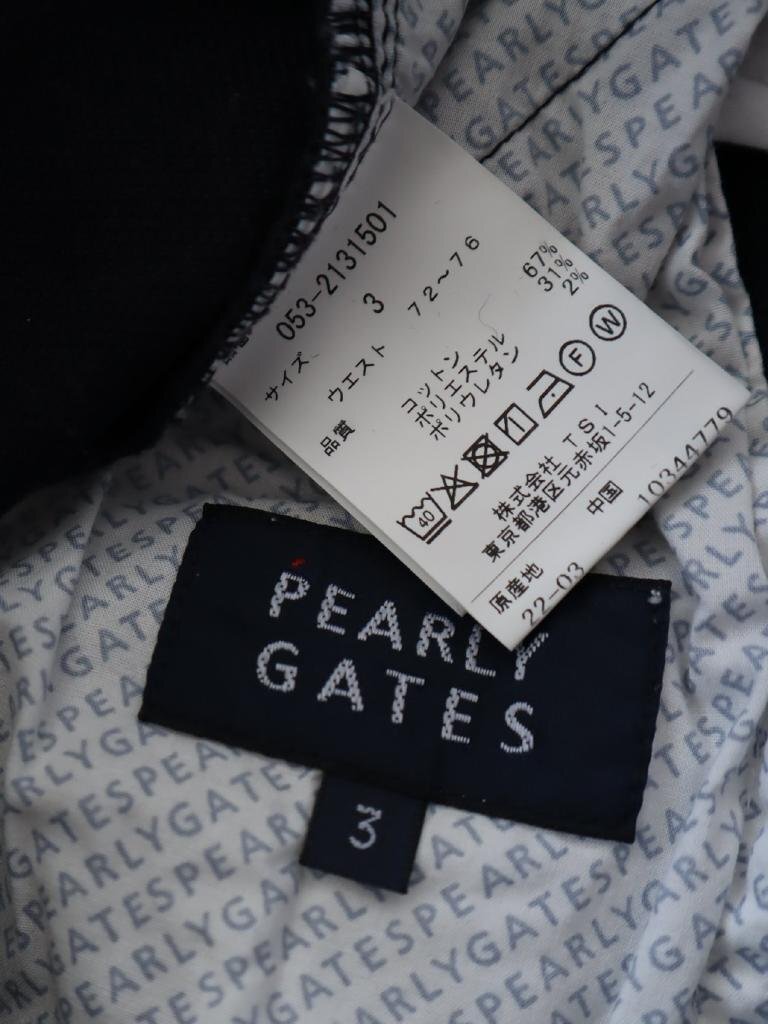 053-2131501
サイズ 3
ウエスト 72～76
品質 コットン 67%
ポリエステル 31%
ポリウレタン 2%
40 F W
株式会社 TSI
東京都港区元赤坂1-5-12
原産地 中国
22-03 10344779
PEARLY
GATES
3